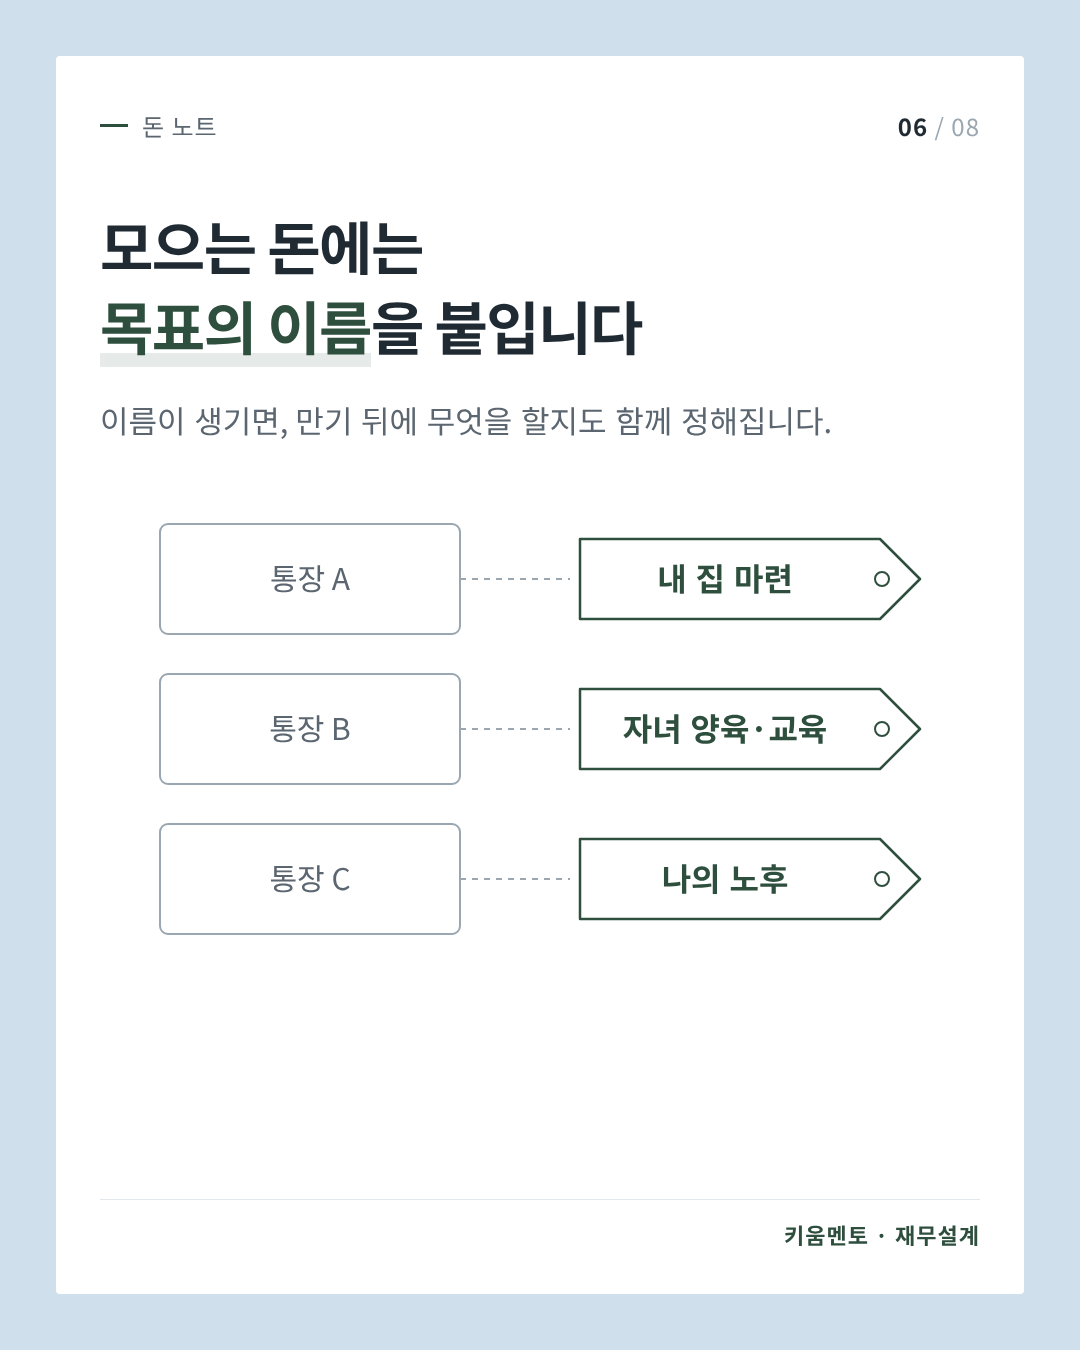 돈 노트
06 / 08
모으는 돈에는
목표의 이름을 붙입니다
이름이 생기면, 만기 뒤에 무엇을 할지도 함께 정해집니다.
통장 A
내 집 마련
통장 B
자녀 양육·교육
통장 C
나의 노후
키움멘토 · 재무설계